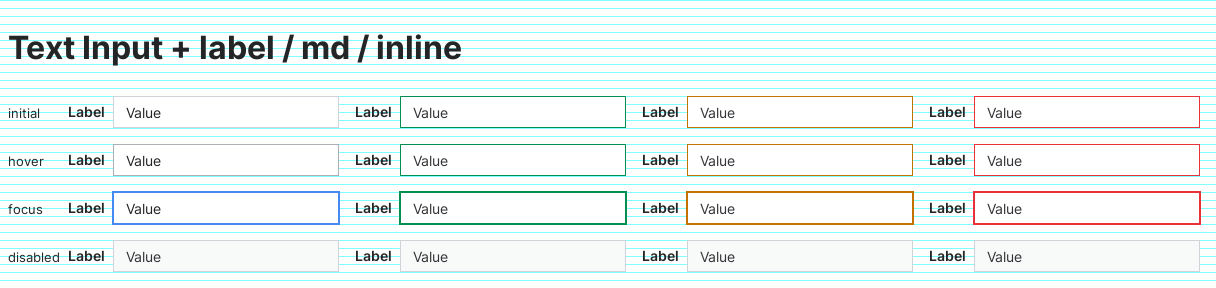 Text Input + label / md / inline
initial Label Value Label Value Label Value Label Value
hover Label Value Label Value Label Value Label Value
focus Label Value Label Value Label Value Label Value
disabled Label Value Label Value Label Value Label Value